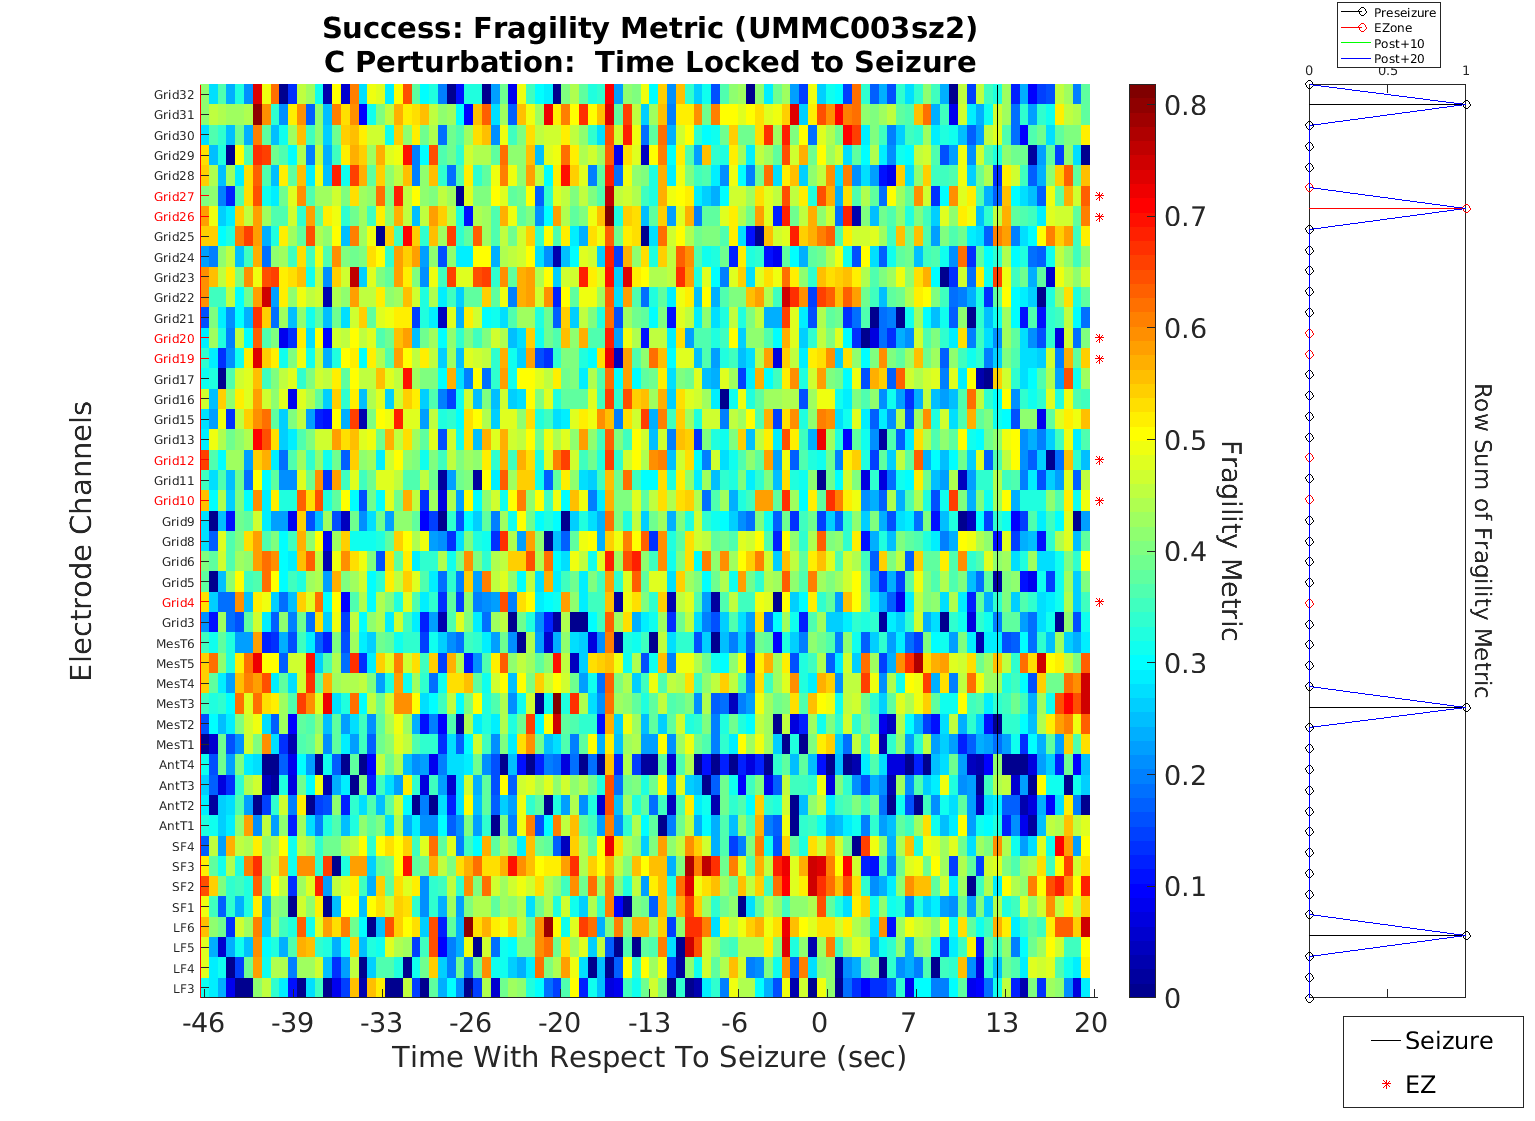 Success: Fragility Metric (UMMC003sz2)
C Perturbation:  Time Locked to Seizure
Preseizure
EZone
Post+10
Post+20
0 0.5 1
Grid32
Grid31
Grid30
Grid29
Grid28
Grid27
Grid26
Grid25
Grid24
Grid23
Grid22
Grid21
Grid20
Grid19
Grid17
Grid16
Grid15
Grid13
Grid12
Grid11
Grid10
Grid9
Grid8
Grid6
Grid5
Grid4
Grid3
MesT6
MesT5
MesT4
MesT3
MesT2
MesT1
AntT4
AntT3
AntT2
AntT1
SF4
SF3
SF2
SF1
LF6
LF5
LF4
LF3
Electrode Channels
-46 -39 -33 -26 -20 -13 -6 0 7 13 20
Time With Respect To Seizure (sec)
0.8
0.7
0.6
0.5
0.4
0.3
0.2
0.1
0
Fragility Metric
Row Sum of Fragility Metric
Seizure
EZ